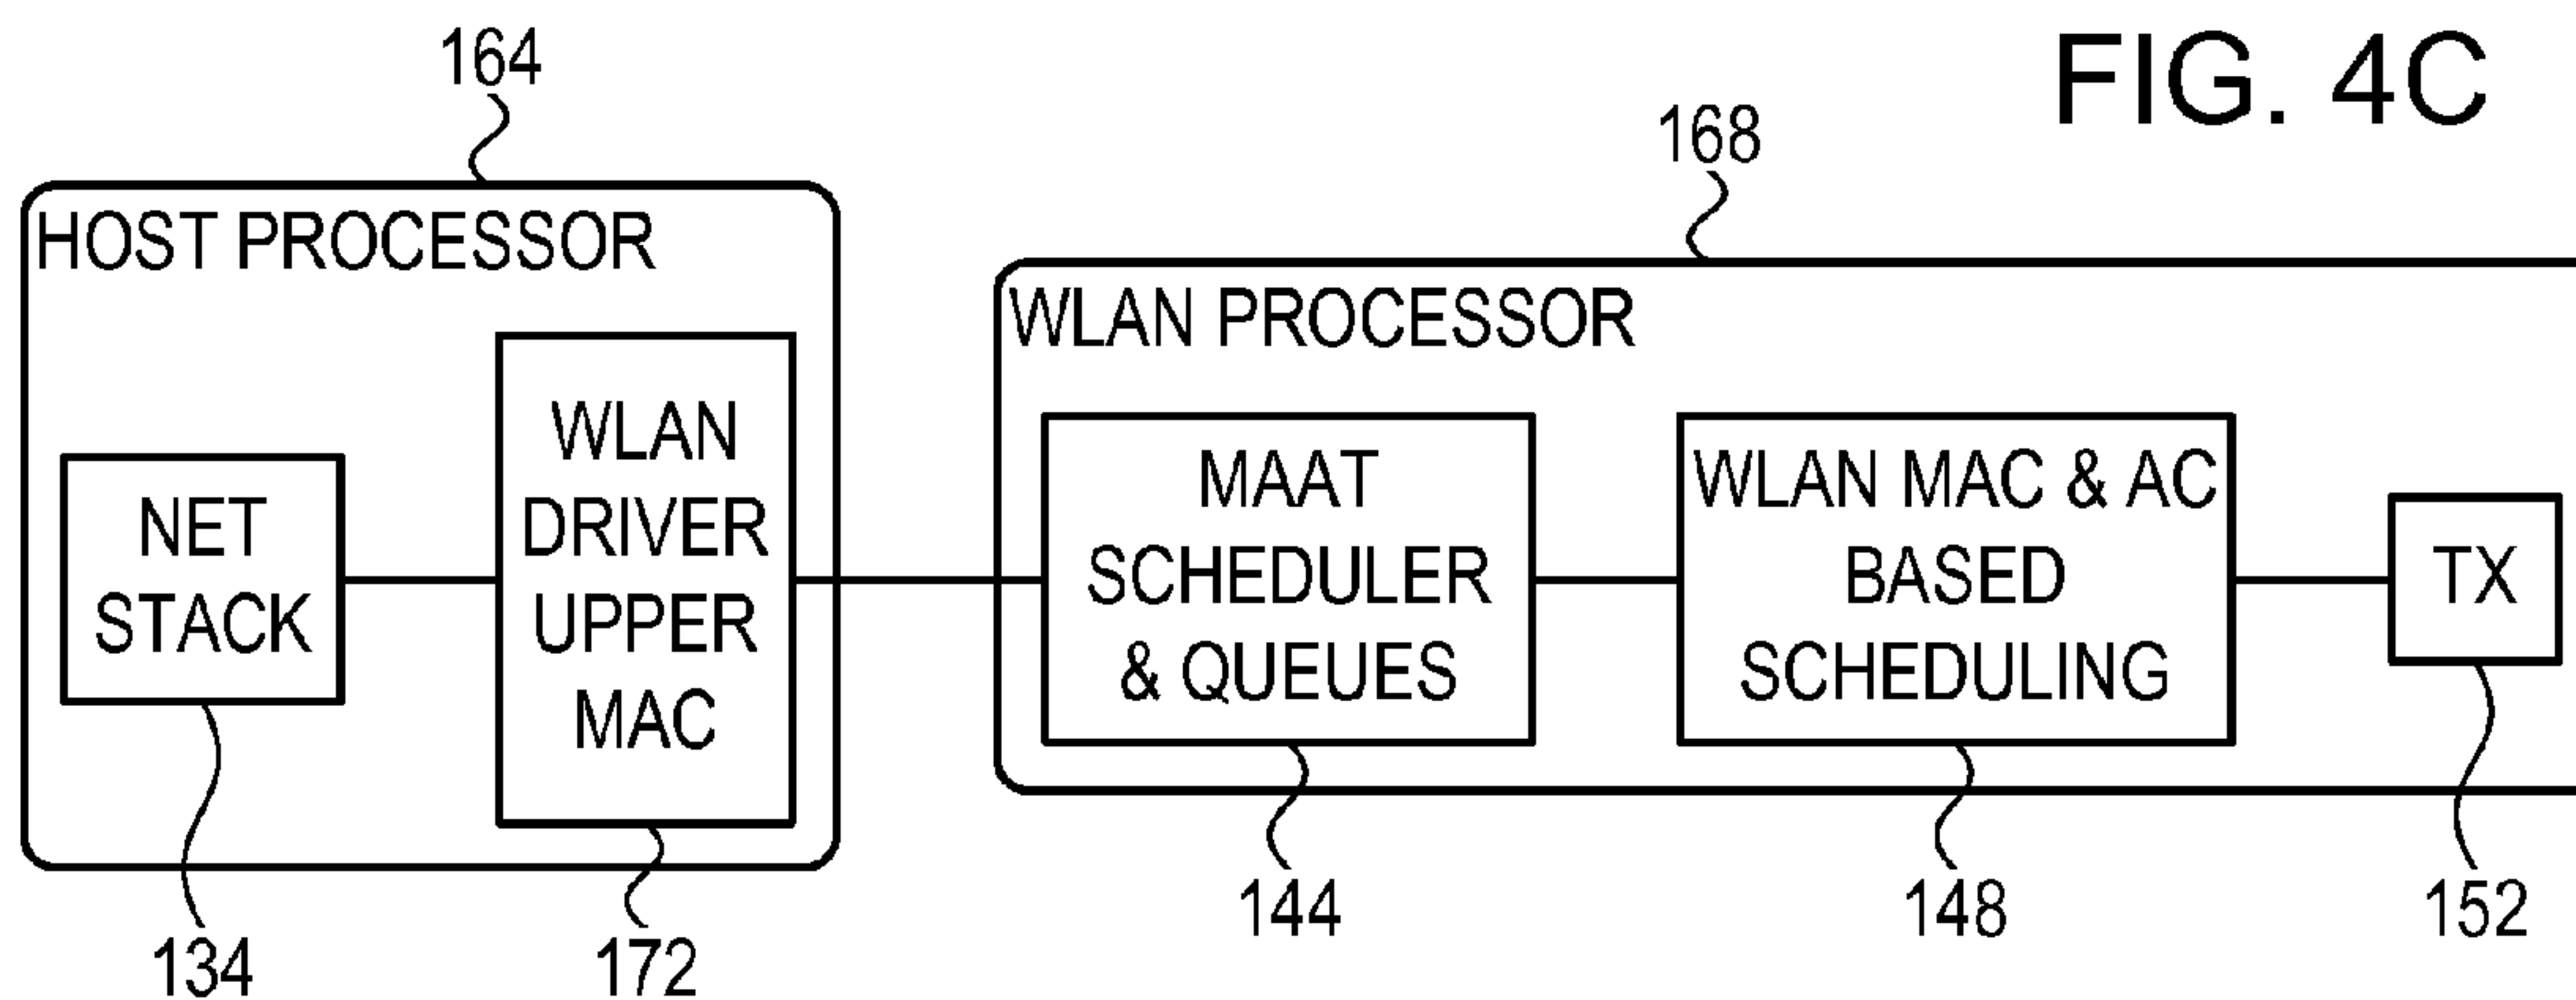 FIG. 4C
164
168
HOST PROCESSOR
WLAN PROCESSOR
NET
STACK
WLAN
DRIVER
UPPER
MAC
MAAT
SCHEDULER
& QUEUES
WLAN MAC & AC
BASED
SCHEDULING
TX
134
172
144
148
152